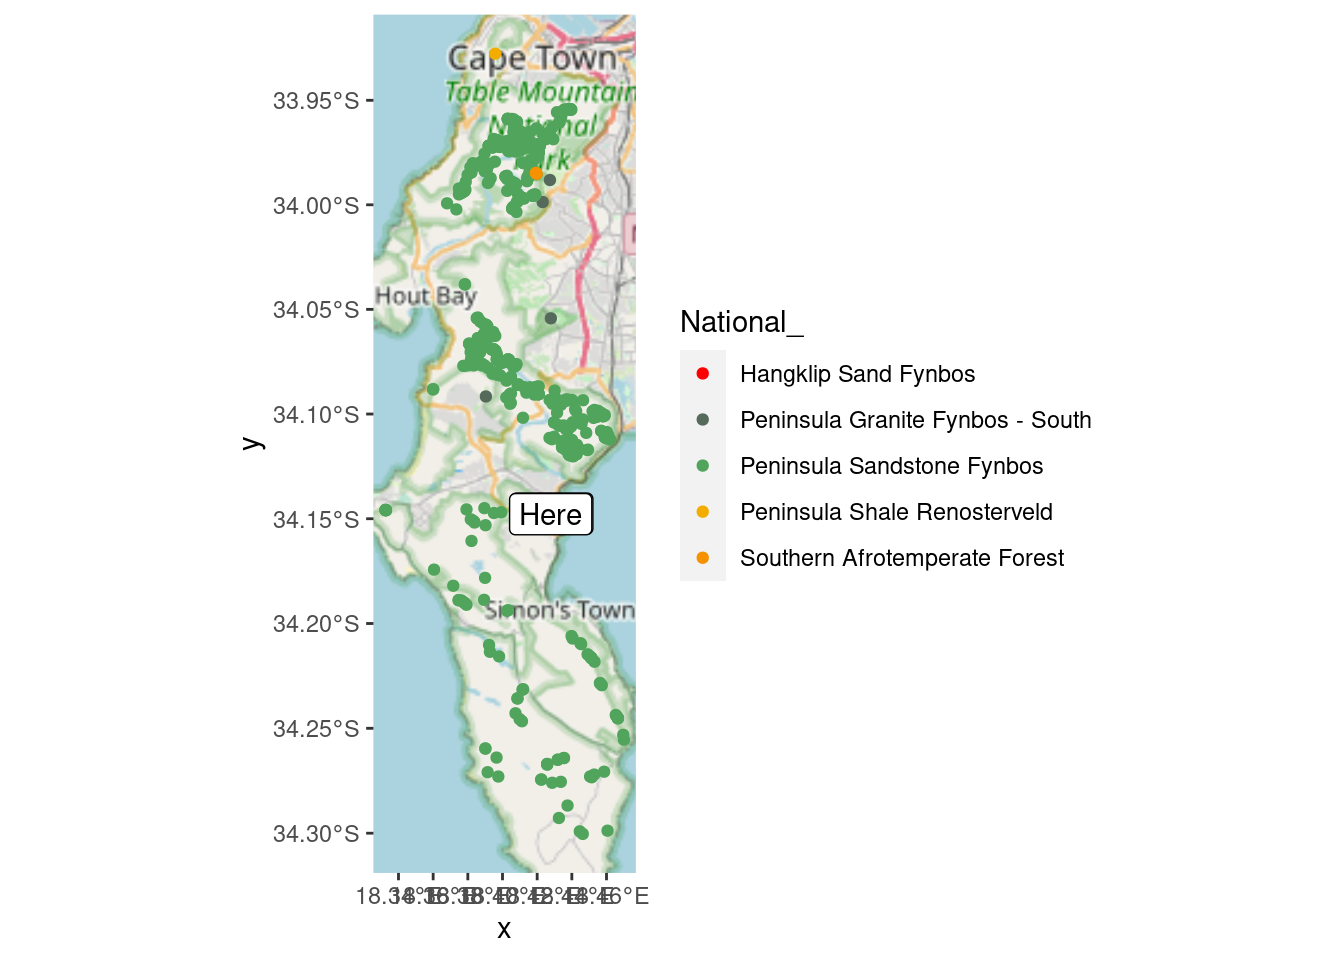 Cape Town
Table Mountain
National
Park
Hout Bay
Here
Simon's Town
33.95°S
34.00°S
34.05°S
34.10°S
34.15°S
34.20°S
34.25°S
34.30°S
y
18.34°E 18.36°E 18.38°E 18.40°E 18.42°E 18.44°E 18.46°E
x
National_
Hangklip Sand Fynbos
Peninsula Granite Fynbos - South
Peninsula Sandstone Fynbos
Peninsula Shale Renosterveld
Southern Afrotemperate Forest